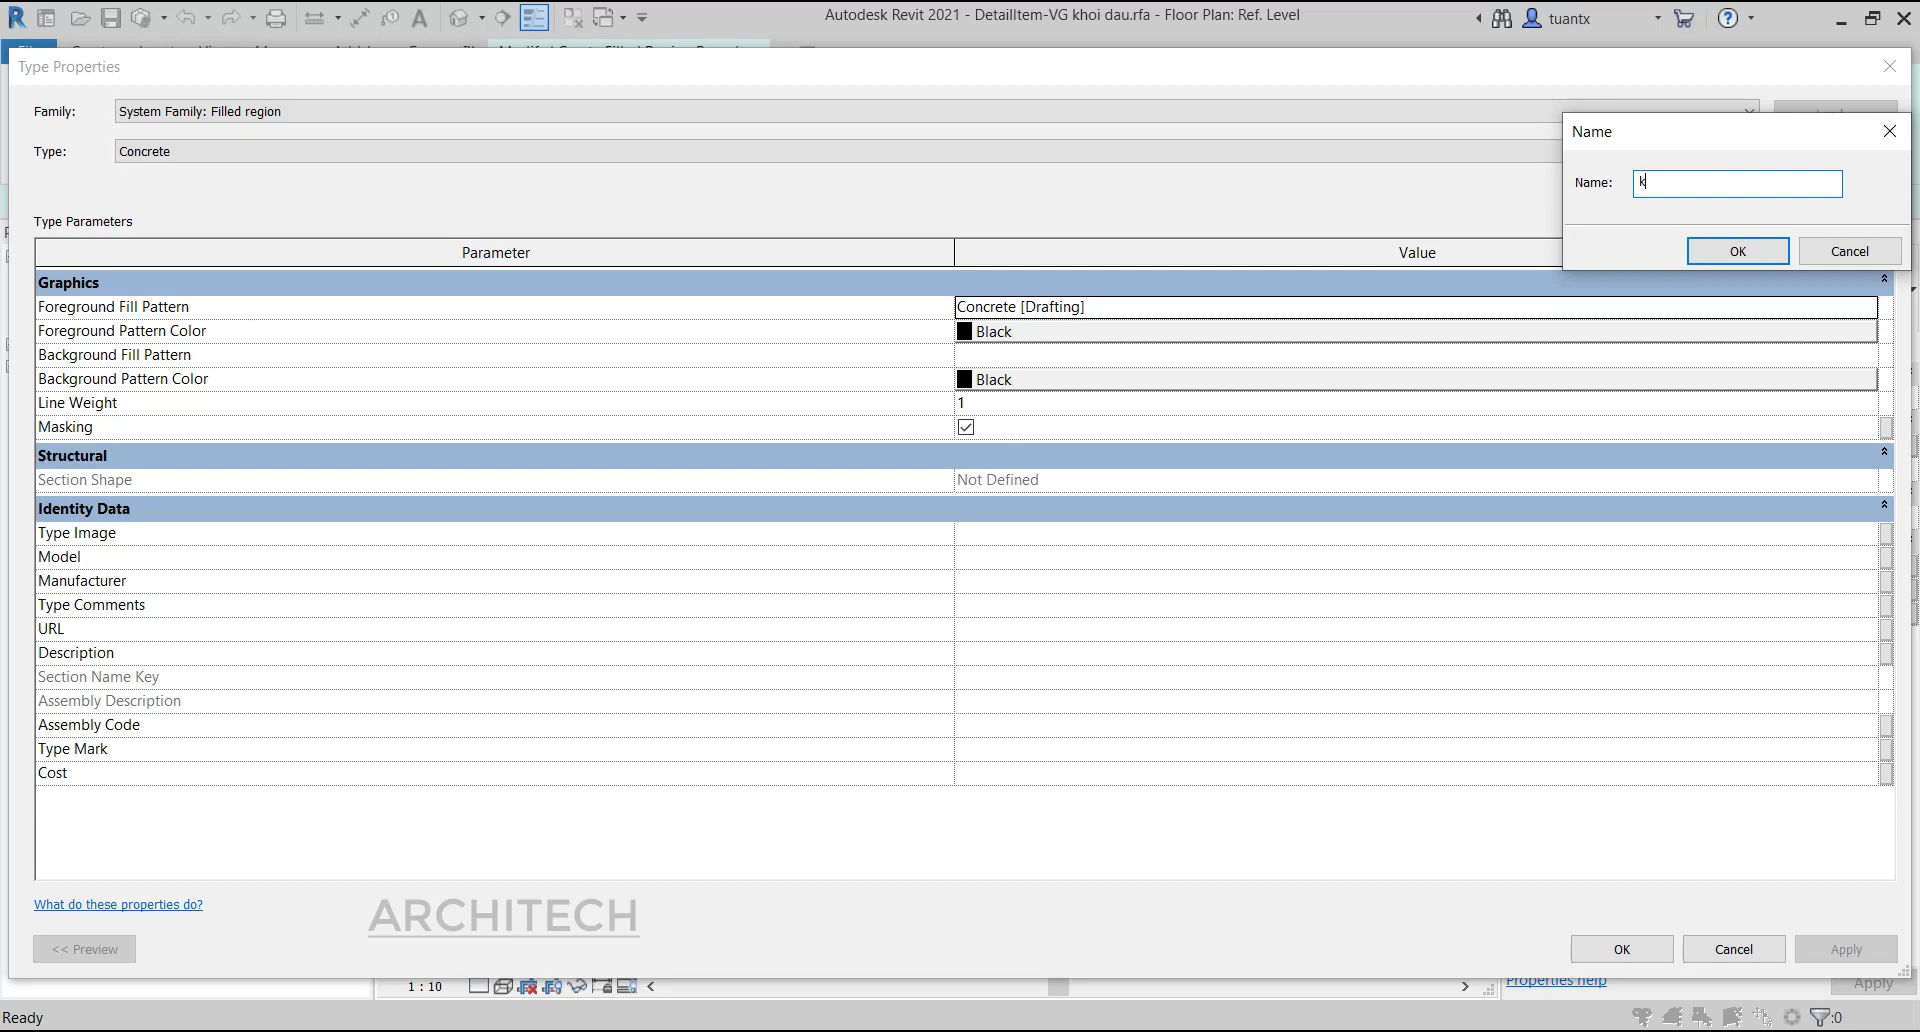 Autodesk Revit 2021 - DetailItem-VG khoi dau.rfa - Floor Plan: Ref. Level
tuantx
Type Properties
Family:
System Family: Filled region
Type:
Concrete
Name
Name:
k
OK
Cancel
Type Parameters
Parameter
Value
Graphics
Foreground Fill Pattern
Concrete [Drafting]
Foreground Pattern Color
Black
Background Fill Pattern
Background Pattern Color
Black
Line Weight
1
Masking
Structural
Section Shape
Not Defined
Identity Data
Type Image
Model
Manufacturer
Type Comments
URL
Description
Section Name Key
Assembly Description
Assembly Code
Type Mark
Cost
What do these properties do?
ARCHITECH
<< Preview
OK
Cancel
Apply
1 : 10
Properties help
Apply
Ready
:0